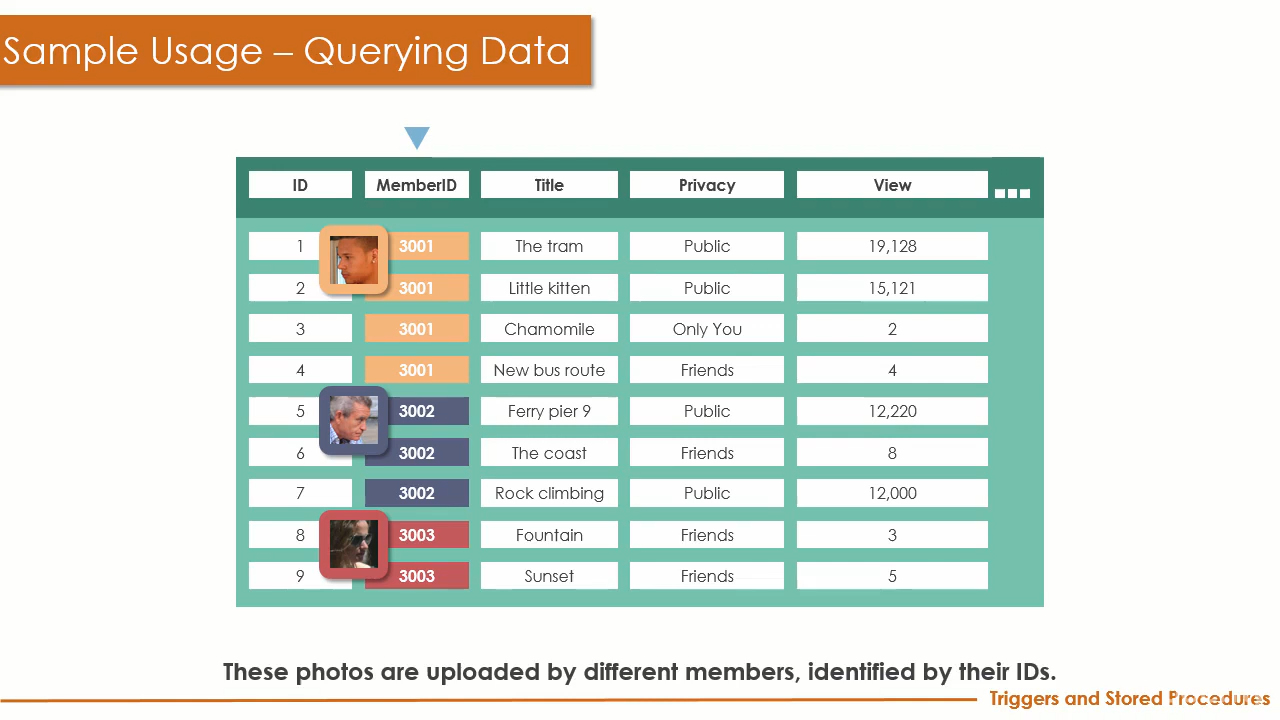 Sample Usage – Querying Data
ID MemberID Title Privacy View
1 3001 The tram Public 19,128
2 3001 Little kitten Public 15,121
3 3001 Chamomile Only You 2
4 3001 New bus route Friends 4
5 3002 Ferry pier 9 Public 12,220
6 3002 The coast Friends 8
7 3002 Rock climbing Public 12,000
8 3003 Fountain Friends 3
9 3003 Sunset Friends 5
These photos are uploaded by different members, identified by their IDs.
Triggers and Stored Procedures